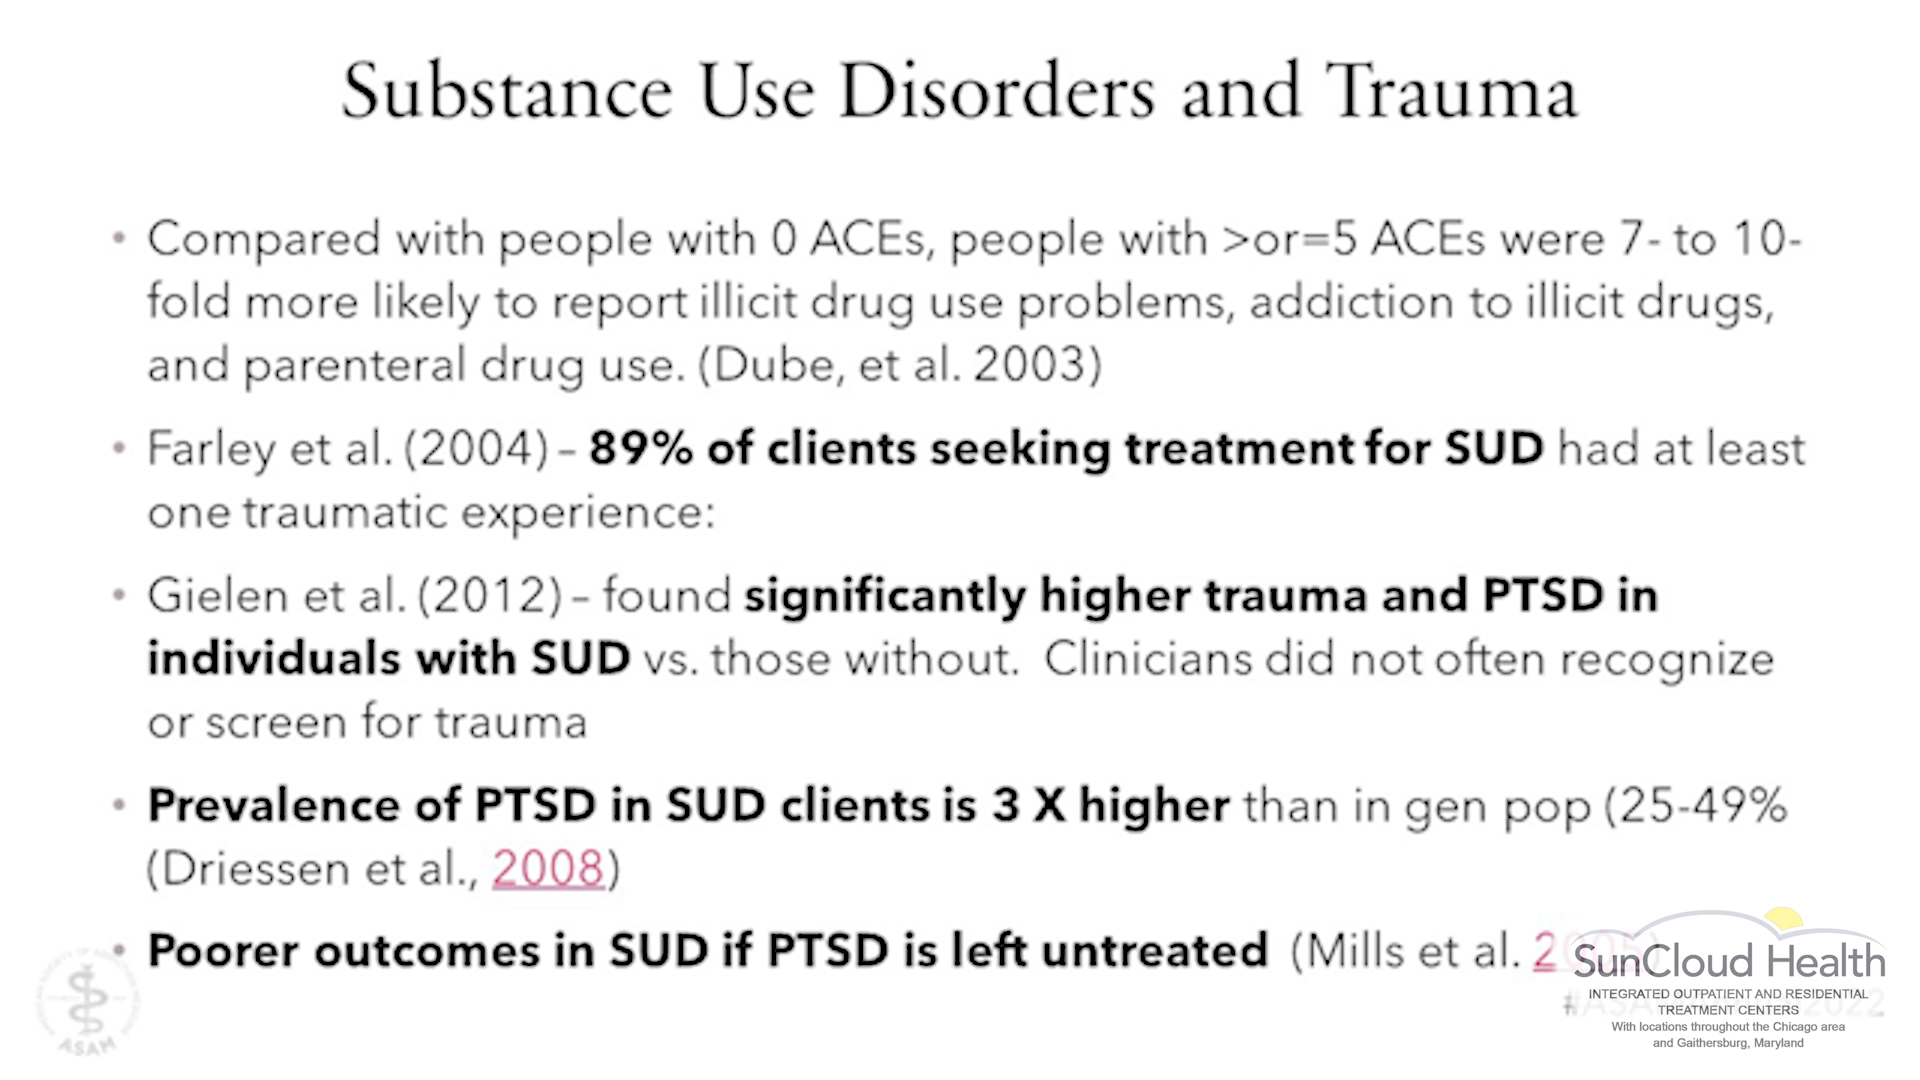 Substance Use Disorders and Trauma
• Compared with people with 0 ACEs, people with >or=5 ACEs were 7- to 10-
fold more likely to report illicit drug use problems, addiction to illicit drugs,
and parenteral drug use. (Dube, et al. 2003)
• Farley et al. (2004) – 89% of clients seeking treatment for SUD had at least
one traumatic experience:
• Gielen et al. (2012) – found significantly higher trauma and PTSD in
individuals with SUD vs. those without. Clinicians did not often recognize
or screen for trauma
• Prevalence of PTSD in SUD clients is 3 X higher than in gen pop (25-49%
(Driessen et al., 2008)
• Poorer outcomes in SUD if PTSD is left untreated (Mills et al.
ASAM
SunCloud Health
INTEGRATED OUTPATIENT AND RESIDENTIAL
TREATMENT CENTERS
With locations throughout the Chicago area
and Gaithersburg, Maryland